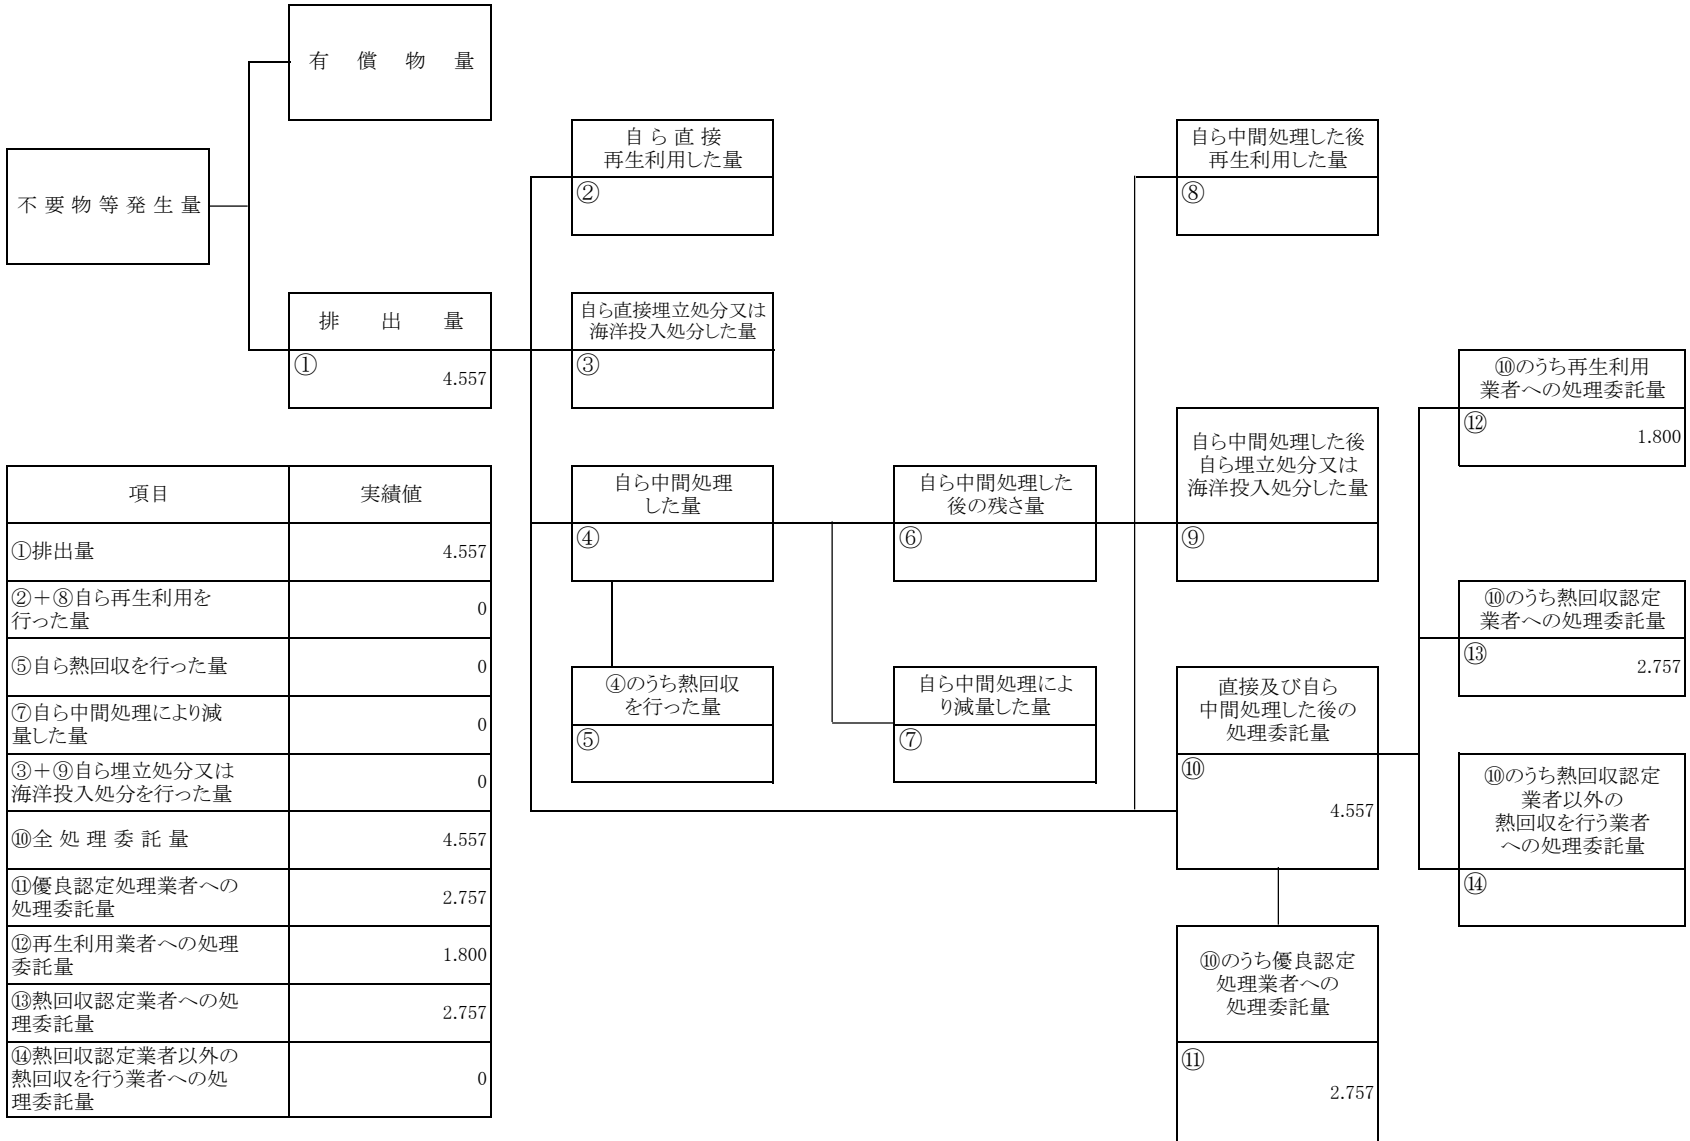 有償物量
不要物等発生量
排出量
①
4.557
自ら直接
再生利用した量
②
自ら直接埋立処分又は
海洋投入処分した量
③
自ら中間処理
した量
④
④のうち熱回収
を行った量
⑤
自ら中間処理した
後の残さ量
⑥
自ら中間処理によ
り減量した量
⑦
自ら中間処理した後
再生利用した量
⑧
自ら中間処理した後
自ら埋立処分又は
海洋投入処分した量
⑨
直接及び自ら
中間処理した後の
処理委託量
⑩
4.557
⑩のうち優良認定
処理業者への
処理委託量
⑪
2.757
⑩のうち再生利用
業者への処理委託量
⑫
1.800
⑩のうち熱回収認定
業者への処理委託量
⑬
2.757
⑩のうち熱回収認定
業者以外の
熱回収を行う業者
への処理委託量
⑭
項目 実績値
①排出量 4.557
②＋⑧自ら再生利用を
行った量 0
⑤自ら熱回収を行った量 0
⑦自ら中間処理により減
量した量 0
③＋⑨自ら埋立処分又は
海洋投入処分を行った量 0
⑩全処理委託量 4.557
⑪優良認定処理業者への
処理委託量 2.757
⑫再生利用業者への処理
委託量 1.800
⑬熱回収認定業者への処
理委託量 2.757
⑭熱回収認定業者以外の
熱回収を行う業者への処
理委託量 0